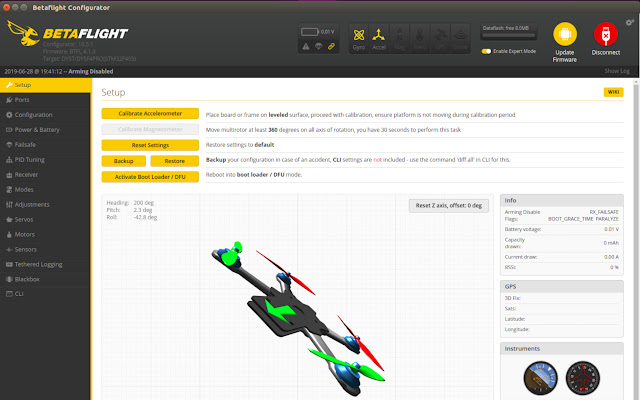 Betaflight Configurator
BETAFLIGHT
Configurator: 10.5.1
Firmware: BTFL 4.1.0
0.01 V
Gyro
Accel
Dataflash: free 8.0MB
Enable Expert Mode
Update Firmware
Disconnect
2019-06-28 @ 19:41:12 -- Arming Disabled
Show Log
Setup
Ports
Configuration
Power & Battery
Failsafe
PID Tuning
Receiver
Modes
Adjustments
Servos
Motors
Sensors
Tethered Logging
Blackbox
CLI
Setup
WIKI
Calibrate Accelerometer
Place board or frame on leveled surface, proceed with calibration, ensure platform is not moving during calibration period
Calibrate Magnetometer
Move multirotor at least 360 degrees on all axis of rotation, you have 30 seconds to perform this task
Reset Settings
Restore settings to default
Backup
Restore
Backup your configuration in case of an accident, CLI settings are not included - use the command 'diff all' in CLI for this.
Activate Boot Loader / DFU
Reboot into boot loader / DFU mode.
Heading: 200 deg
Pitch: 2.3 deg
Roll: -42.8 deg
Reset Z axis, offset: 0 deg
Info
Arming Disable Flags: RX_FAILSAFE BOOT_GRACE_TIME PARALYZE
Battery voltage: 0.01 V
Capacity drawn: 0 mAh
Current draw: 0.00 A
RSSI: 0 %
GPS
3D Fix:
Sats:
Latitude:
Longitude:
Instruments